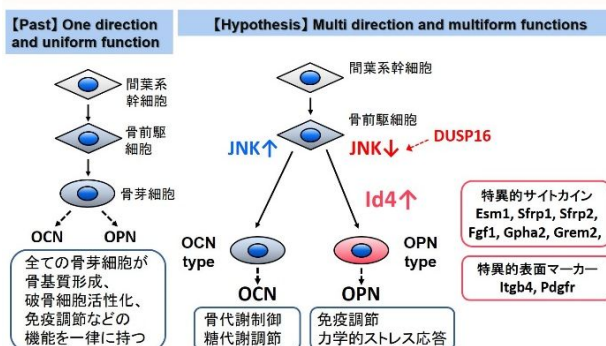 【Past】One direction
and uniform function
間葉系
幹細胞
骨前駆
細胞
骨芽細胞
OCN
OPN
全ての骨芽細胞が
骨基質形成、
破骨細胞活性化、
免疫調節などの
機能を一律に持つ
【Hypothesis】Multi direction and multiform functions
間葉系幹細胞
骨前駆細胞
JNK↑
JNK↓
DUSP16
Id4↑
OCN
type
OPN
type
OCN
OPN
骨代謝制御
糖代謝調節
免疫調節
力学的ストレス応答
特異的サイトカイン
Esm1, Sfrp1, Sfrp2,
Fgf1, Gpha2, Grem2,
特異的表面マーカー
Itgb4, Pdgfr